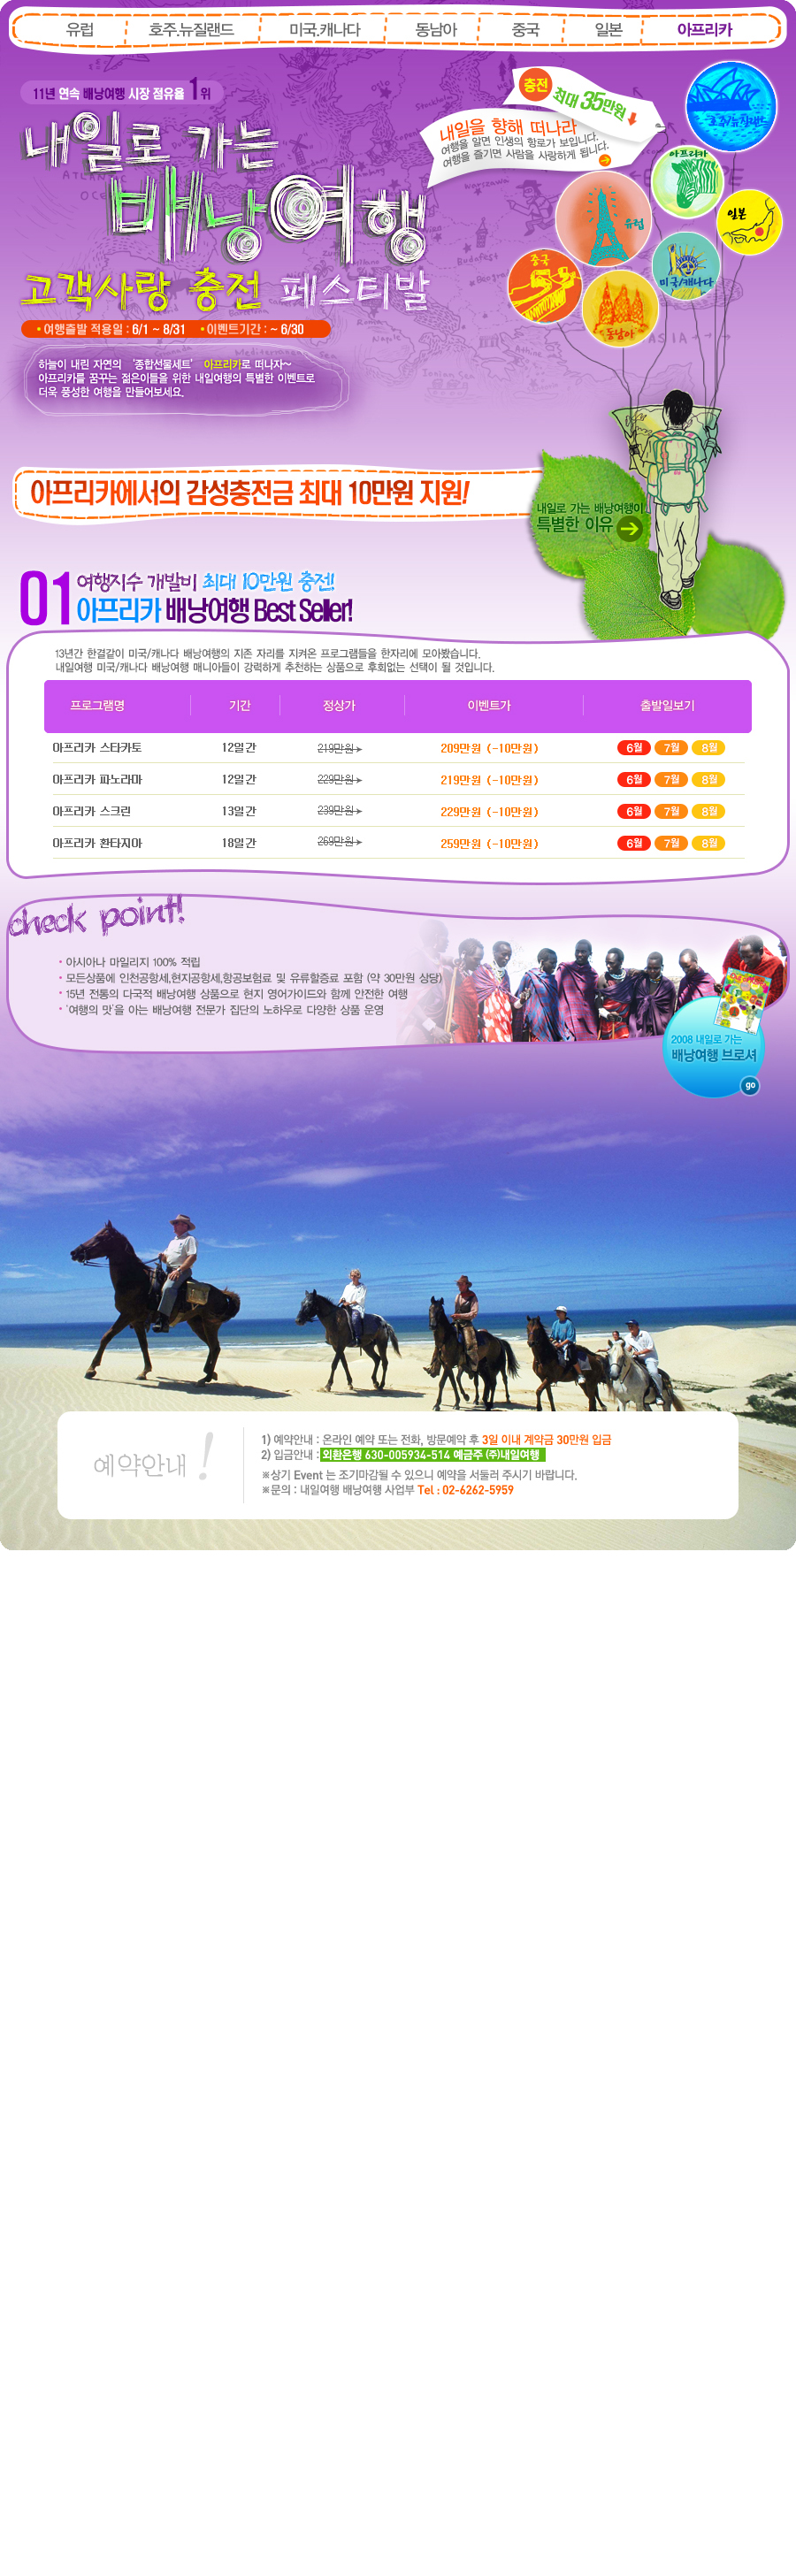 유럽
호주.뉴질랜드
미국.캐나다
동남아
중국
일본
아프리카
11년 연속 배낭여행 시장 점유율 1위
내일로 가는
배낭여행
고객사랑 충전 페스티발
여행출발 적용일 : 6/1 ~ 8/31
이벤트기간 : ~ 6/30
하늘이 내린 자연의 '종합선물세트' 아프리카로 떠나자~
아프리카를 꿈꾸는 젊은이들을 위한 내일여행의 특별한 이벤트로
더욱 풍성한 여행을 만들어보세요.
충전
최대 35만원
내일을 향해 떠나라
여행을 알면 인생의 항로가 보입니다.
여행을 즐기면 사람을 사랑하게 됩니다.
호주/뉴질랜드
아프리카
일본
유럽
미국/캐나다
중국
동남아
아프리카에서의 감성충전금 최대 10만원 지원!
내일로 가는 배낭여행이
특별한 이유
01
여행지수 개발비 최대 10만원 충전!
아프리카 배낭여행 Best Seller!
13년간 한결같이 미국/캐나다 배낭여행의 지존 자리를 지켜온 프로그램들을 한자리에 모아봤습니다.
내일여행 미국/캐나다 배낭여행 매니아들이 강력하게 추천하는 상품으로 후회없는 선택이 될 것입니다.
프로그램명 기간 정상가 이벤트가 출발일보기
아프리카 스타카토 12일간 219만원 209만원 (-10만원) 6월 7월 8월
아프리카 파노라마 12일간 229만원 219만원 (-10만원) 6월 7월 8월
아프리카 스크린 13일간 239만원 229만원 (-10만원) 6월 7월 8월
아프리카 환타지아 18일간 269만원 259만원 (-10만원) 6월 7월 8월
check point!
아시아나 마일리지 100% 적립
모든상품에 인천공항세,현지공항세,항공보험료 및 유류할증료 포함 (약 30만원 상당)
15년 전통의 다국적 배낭여행 상품으로 현지 영어가이드와 함께 안전한 여행
'여행의 맛'을 아는 배낭여행 전문가 집단의 노하우로 다양한 상품 운영
2008 내일로 가는
배낭여행 브로셔
go
예약안내 !
1) 예약안내 : 온라인 예약 또는 전화, 방문예약 후 3일 이내 계약금 30만원 입금
2) 입금안내 : 외환은행 630-005934-514 예금주 (주)내일여행
※상기 Event 는 조기마감될 수 있으니 예약을 서둘러 주시기 바랍니다.
※문의 : 내일여행 배낭여행 사업부 Tel : 02-6262-5959